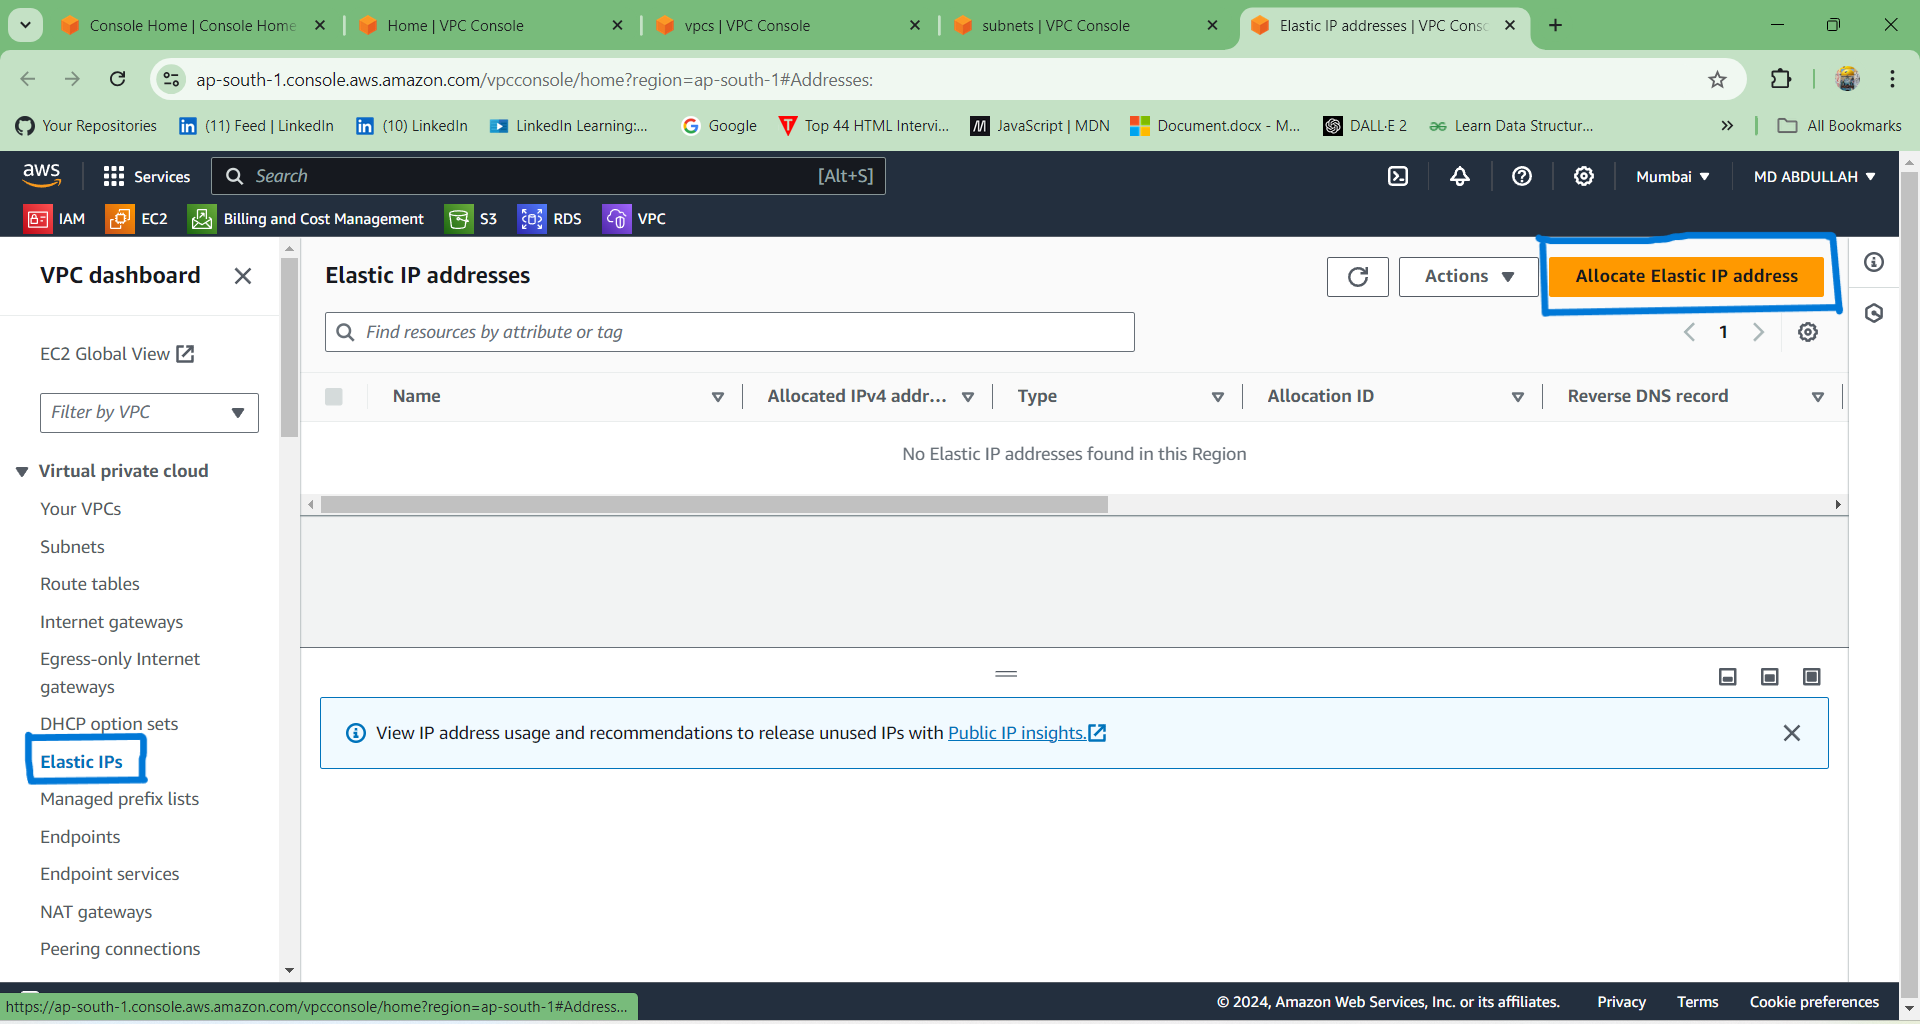 Console Home | Console Home
Home | VPC Console
vpcs | VPC Console
subnets | VPC Console
Elastic IP addresses | VPC Conso
ap-south-1.console.aws.amazon.com/vpcconsole/home?region=ap-south-1#Addresses:
Your Repositories
(11) Feed | LinkedIn
(10) LinkedIn
LinkedIn Learning:...
Google
Top 44 HTML Intervi...
JavaScript | MDN
Document.docx - M...
DALL·E 2
Learn Data Structur...
All Bookmarks
aws
Services
Search
[Alt+S]
Mumbai
MD ABDULLAH
IAM
EC2
Billing and Cost Management
S3
RDS
VPC
VPC dashboard
EC2 Global View
Filter by VPC
Virtual private cloud
Your VPCs
Subnets
Route tables
Internet gateways
Egress-only Internet
gateways
DHCP option sets
Elastic IPs
Managed prefix lists
Endpoints
Endpoint services
NAT gateways
Peering connections
Elastic IP addresses
Actions
Allocate Elastic IP address
Find resources by attribute or tag
1
Name
Allocated IPv4 addr...
Type
Allocation ID
Reverse DNS record
No Elastic IP addresses found in this Region
View IP address usage and recommendations to release unused IPs with Public IP insights.
https://ap-south-1.console.aws.amazon.com/vpcconsole/home?region=ap-south-1#Address...
© 2024, Amazon Web Services, Inc. or its affiliates.
Privacy
Terms
Cookie preferences